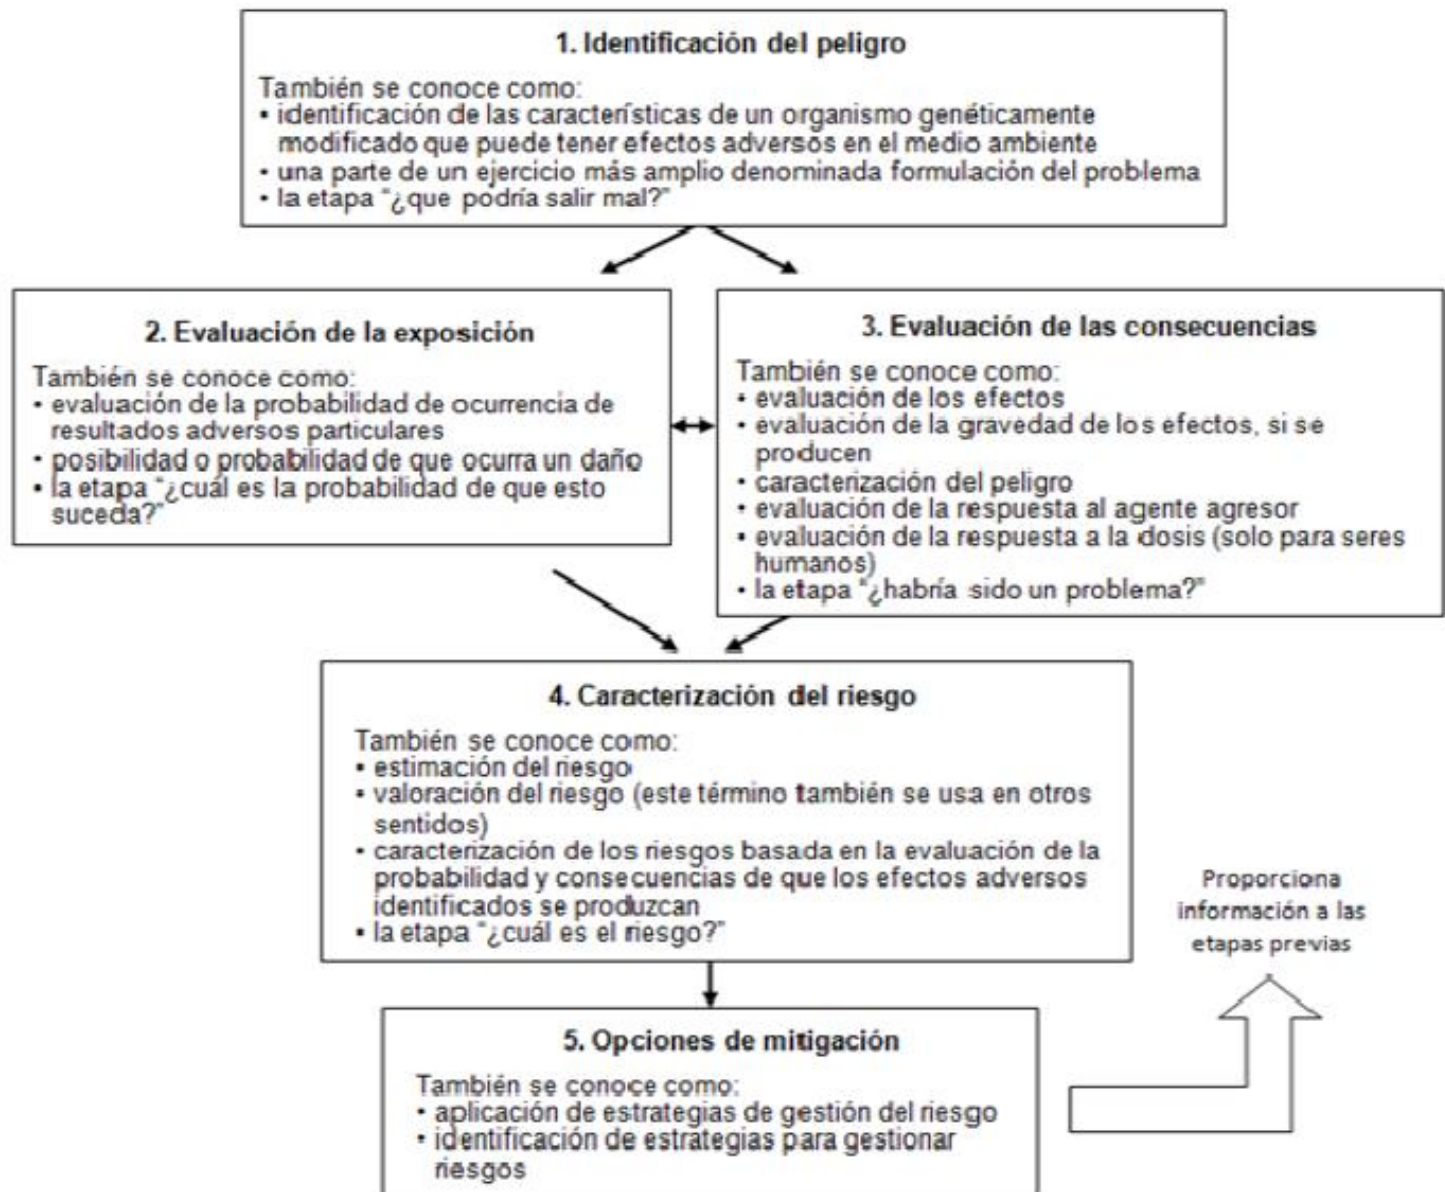 1. Identificación del peligro
También se conoce como:
• identificación de las características de un organismo genéticamente
modificado que puede tener efectos adversos en el medio ambiente
• una parte de un ejercicio más amplio denominada formulación del problema
• la etapa “¿que podría salir mal?”
2. Evaluación de la exposición
También se conoce como:
• evaluación de la probabilidad de ocurrencia de
resultados adversos particulares
• posibilidad o probabilidad de que ocurra un daño
• la etapa “¿cuál es la probabilidad de que esto
suceda?”
3. Evaluación de las consecuencias
También se conoce como:
• evaluación de los efectos
• evaluación de la gravedad de los efectos, si se
producen
• caracterización del peligro
• evaluación de la respuesta al agente agresor
• evaluación de la respuesta a la dosis (solo para seres
humanos)
• la etapa “¿habría sido un problema?”
4. Caracterización del riesgo
También se conoce como:
• estimación del riesgo
• valoración del riesgo (este término también se usa en otros
sentidos)
• caracterización de los riesgos basada en la evaluación de la
probabilidad y consecuencias de que los efectos adversos
identificados se produzcan
• la etapa “¿cuál es el riesgo?”
Proporciona
información a las
etapas previas
5. Opciones de mitigación
También se conoce como:
• aplicación de estrategias de gestión del riesgo
• identificación de estrategias para gestionar
riesgos